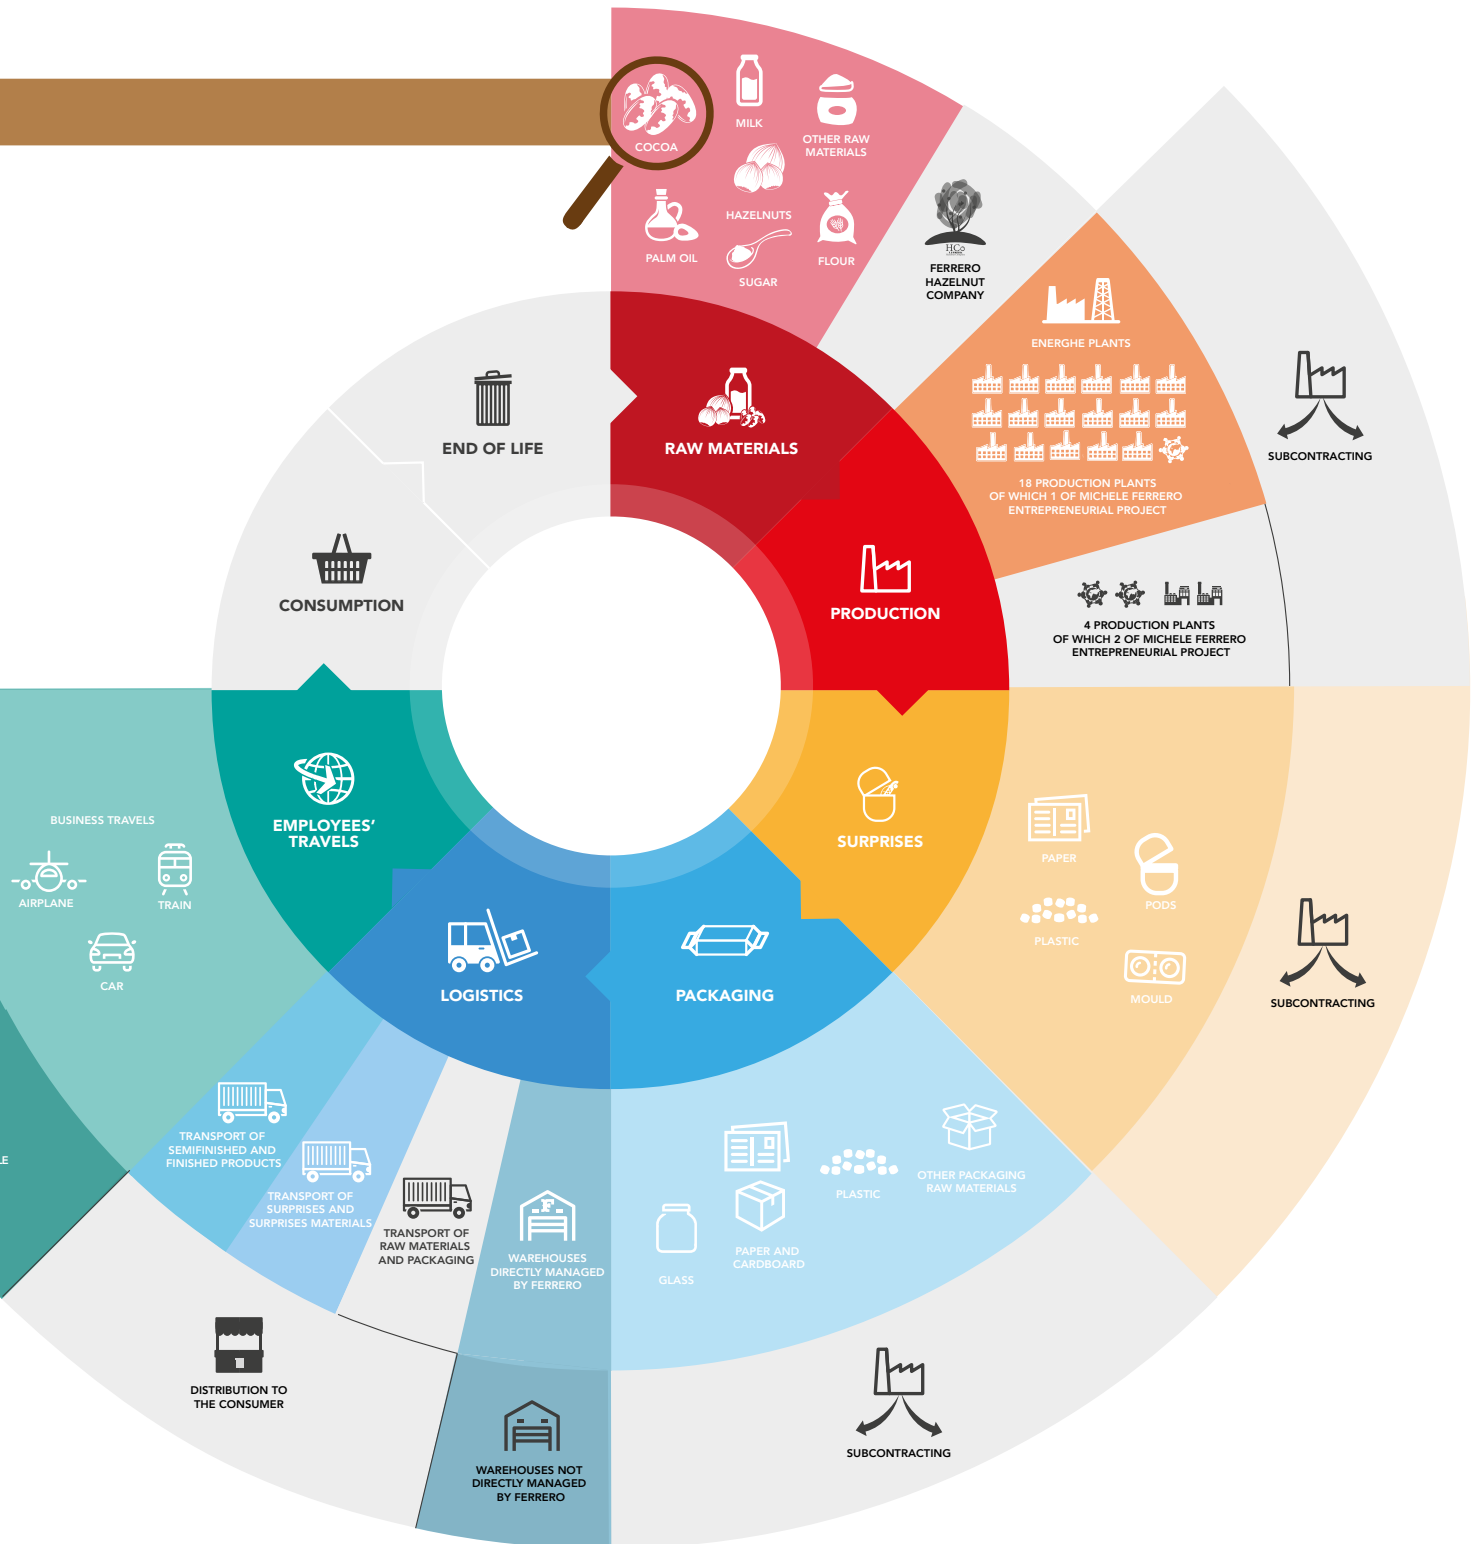 COCOA
MILK
OTHER RAW
MATERIALS
HAZELNUTS
PALM OIL
SUGAR
FLOUR
HCo
FERRERO
HAZELNUT
COMPANY
ENERGHE PLANTS
18 PRODUCTION PLANTS
OF WHICH 1 OF MICHELE FERRERO
ENTREPRENEURIAL PROJECT
SUBCONTRACTING
END OF LIFE
RAW MATERIALS
CONSUMPTION
PRODUCTION
4 PRODUCTION PLANTS
OF WHICH 2 OF MICHELE FERRERO
ENTREPRENEURIAL PROJECT
BUSINESS TRAVELS
AIRPLANE
TRAIN
CAR
EMPLOYEES'
TRAVELS
SURPRISES
PAPER
PODS
PLASTIC
MOULD
SUBCONTRACTING
LOGISTICS
PACKAGING
LE
TRANSPORT OF
SEMIFINISHED AND
FINISHED PRODUCTS
TRANSPORT OF
SURPRISES AND
SURPRISES MATERIALS
TRANSPORT OF
RAW MATERIALS
AND PACKAGING
F
WAREHOUSES
DIRECTLY MANAGED
BY FERRERO
GLASS
PAPER AND
CARDBOARD
PLASTIC
OTHER PACKAGING
RAW MATERIALS
DISTRIBUTION TO
THE CONSUMER
WAREHOUSES NOT
DIRECTLY MANAGED
BY FERRERO
SUBCONTRACTING